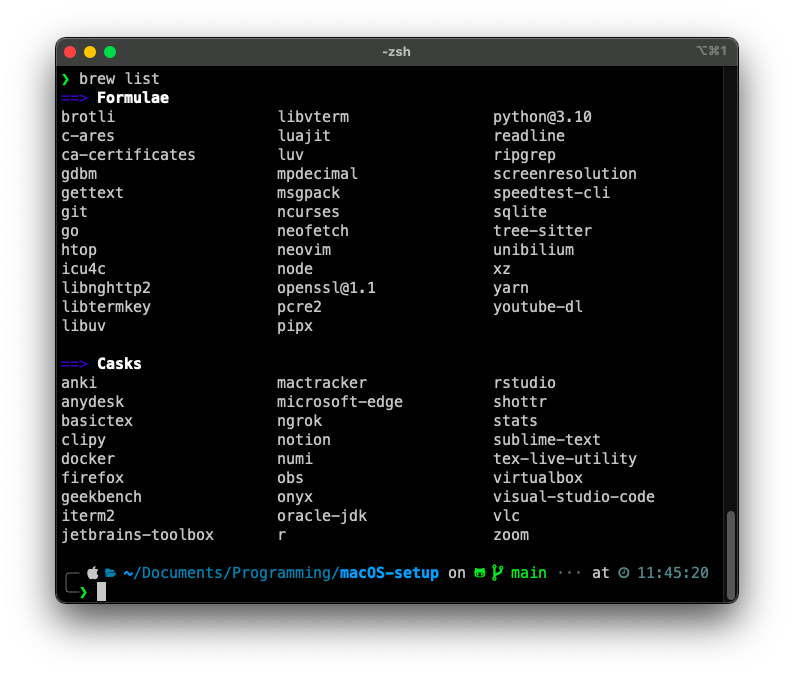 -zsh ⌥⌘1
❯ brew list
==> Formulae
brotli libvterm python@3.10
c-ares luajit readline
ca-certificates luv ripgrep
gdbm mpdecimal screenresolution
gettext msgpack speedtest-cli
git ncurses sqlite
go neofetch tree-sitter
htop neovim unibilium
icu4c node xz
libnghttp2 openssl@1.1 yarn
libtermkey pcre2 youtube-dl
libuv pipx
==> Casks
anki mactracker rstudio
anydesk microsoft-edge shottr
basictex ngrok stats
clipy notion sublime-text
docker numi tex-live-utility
firefox obs virtualbox
geekbench onyx visual-studio-code
iterm2 oracle-jdk vlc
jetbrains-toolbox r zoom
~/Documents/Programming/macOS-setup on main ··· at 11:45:20
❯